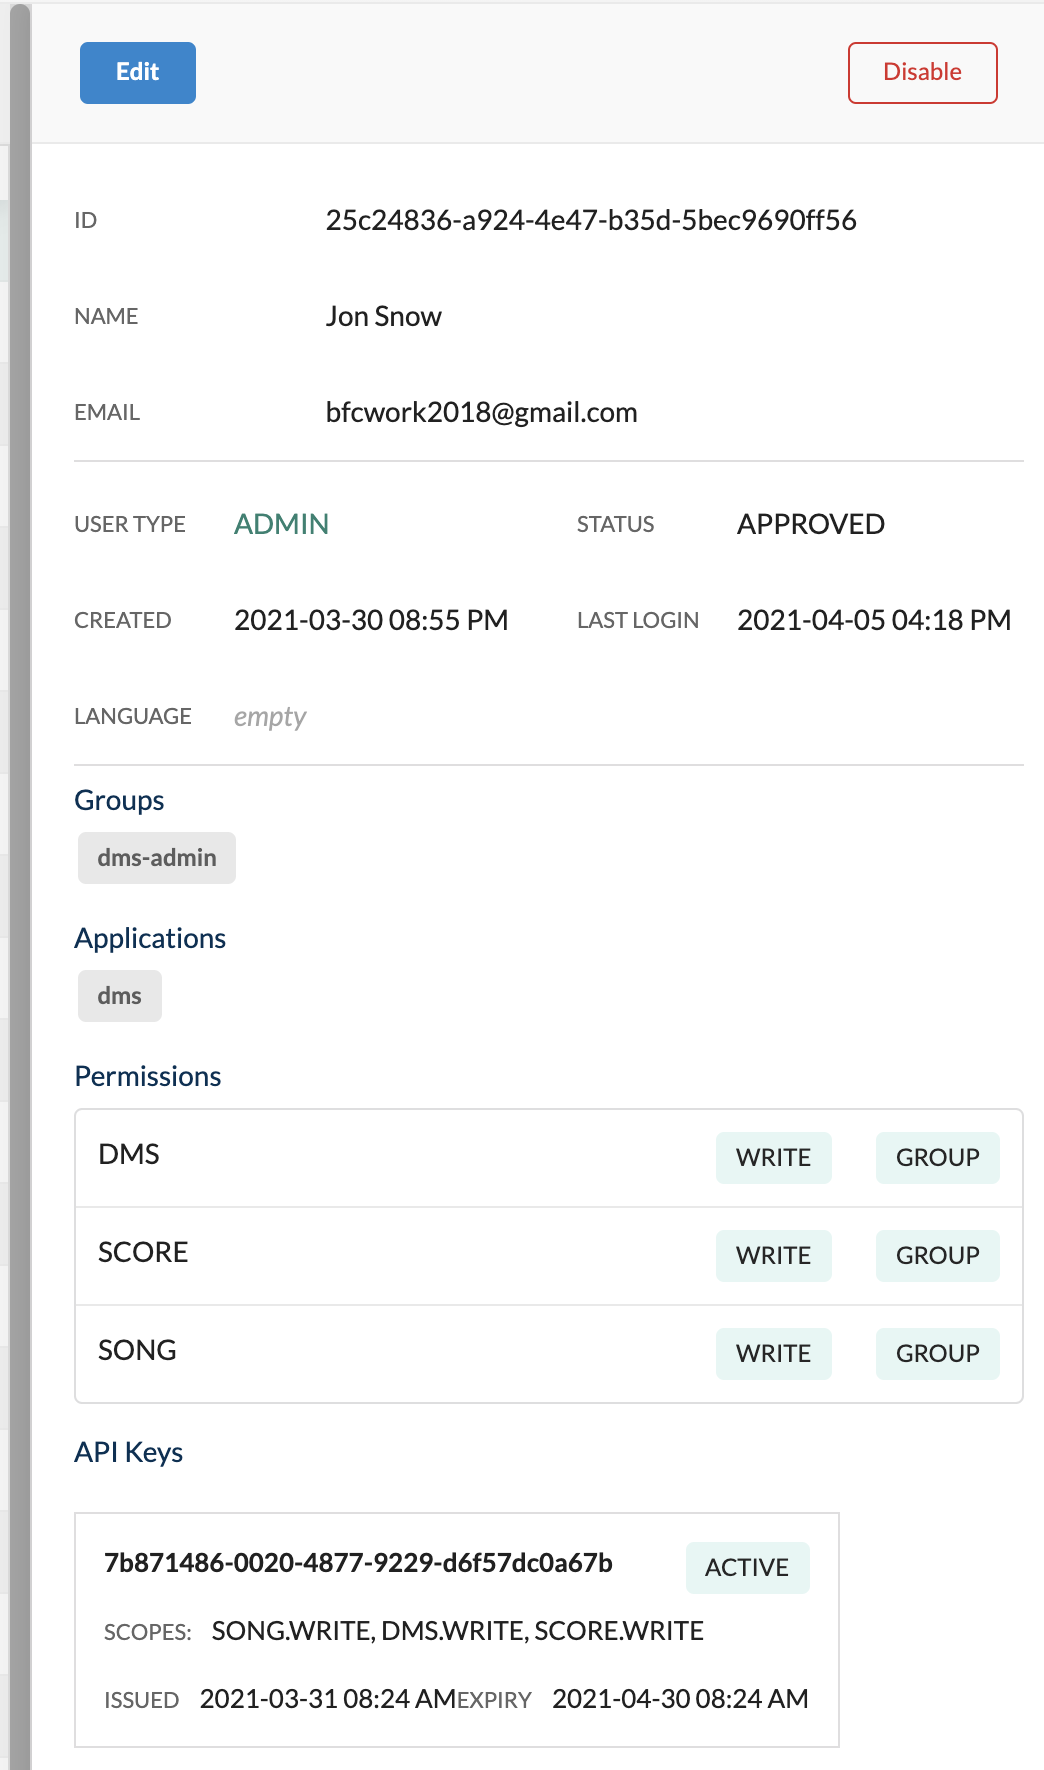 Edit
Disable
ID 25c24836-a924-4e47-b35d-5bec9690ff56
NAME Jon Snow
EMAIL bfcwork2018@gmail.com
USER TYPE ADMIN STATUS APPROVED
CREATED 2021-03-30 08:55 PM LAST LOGIN 2021-04-05 04:18 PM
LANGUAGE empty
Groups
dms-admin
Applications
dms
Permissions
DMS WRITE GROUP
SCORE WRITE GROUP
SONG WRITE GROUP
API Keys
7b871486-0020-4877-9229-d6f57dc0a67b ACTIVE
SCOPES: SONG.WRITE, DMS.WRITE, SCORE.WRITE
ISSUED 2021-03-31 08:24 AM EXPIRY 2021-04-30 08:24 AM